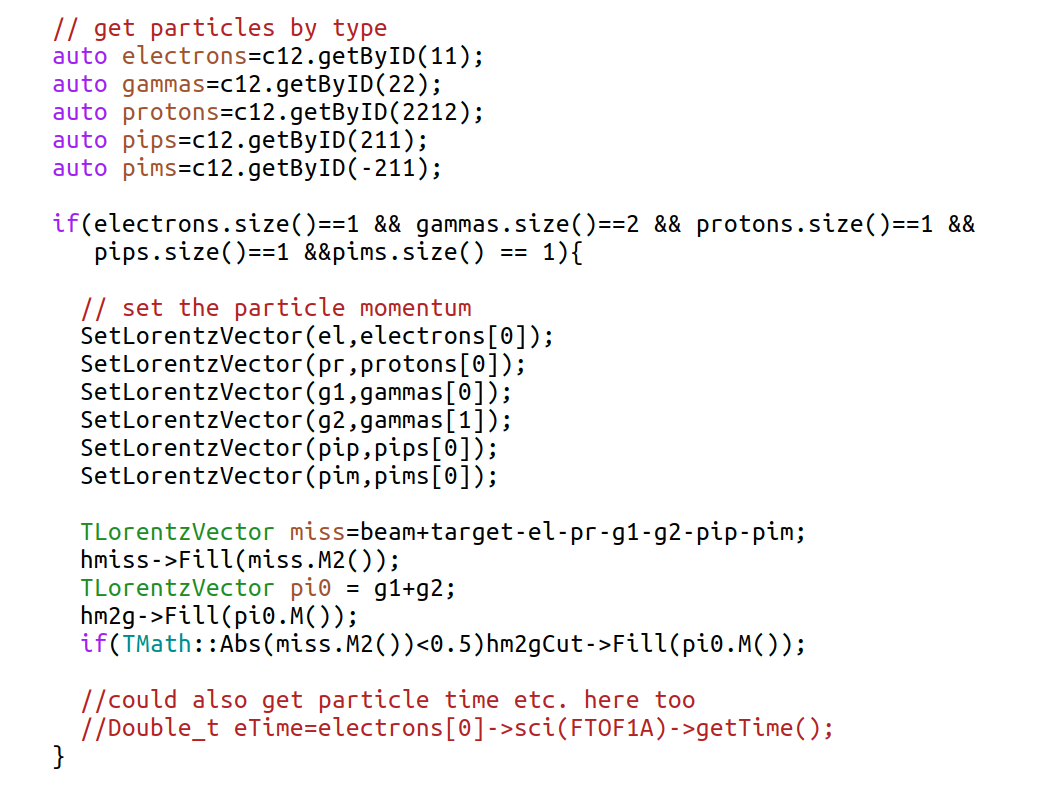 // get particles by type
auto electrons=c12.getByID(11);
auto gammas=c12.getByID(22);
auto protons=c12.getByID(2212);
auto pips=c12.getByID(211);
auto pims=c12.getByID(-211);
if(electrons.size()==1 && gammas.size()==2 && protons.size()==1 &&
pips.size()==1 &&pims.size() == 1){
// set the particle momentum
SetLorentzVector(el,electrons[0]);
SetLorentzVector(pr,protons[0]);
SetLorentzVector(g1,gammas[0]);
SetLorentzVector(g2,gammas[1]);
SetLorentzVector(pip,pips[0]);
SetLorentzVector(pim,pims[0]);
TLorentzVector miss=beam+target-el-pr-g1-g2-pip-pim;
hmiss->Fill(miss.M2());
TLorentzVector pi0 = g1+g2;
hm2g->Fill(pi0.M());
if(TMath::Abs(miss.M2())<0.5)hm2gCut->Fill(pi0.M());
//could also get particle time etc. here too
//Double_t eTime=electrons[0]->sci(FTOF1A)->getTime();
}